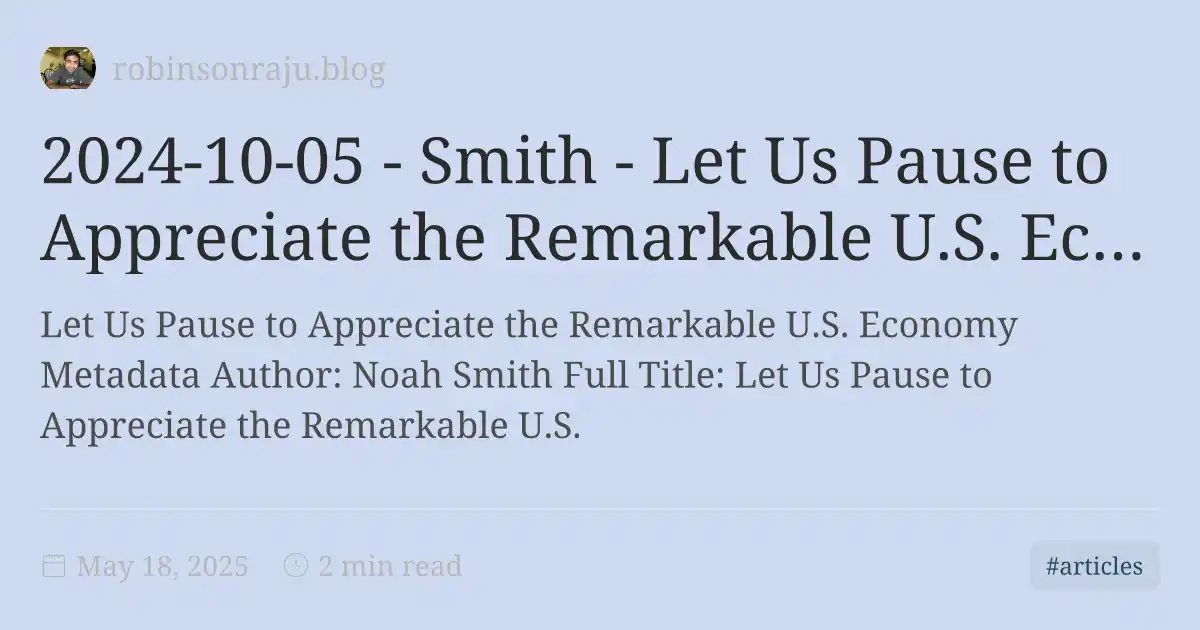 robinsonraju.blog
2024-10-05 - Smith - Let Us Pause to
Appreciate the Remarkable U.S. Ec...
Let Us Pause to Appreciate the Remarkable U.S. Economy
Metadata Author: Noah Smith Full Title: Let Us Pause to
Appreciate the Remarkable U.S.
May 18, 2025 2 min read #articles